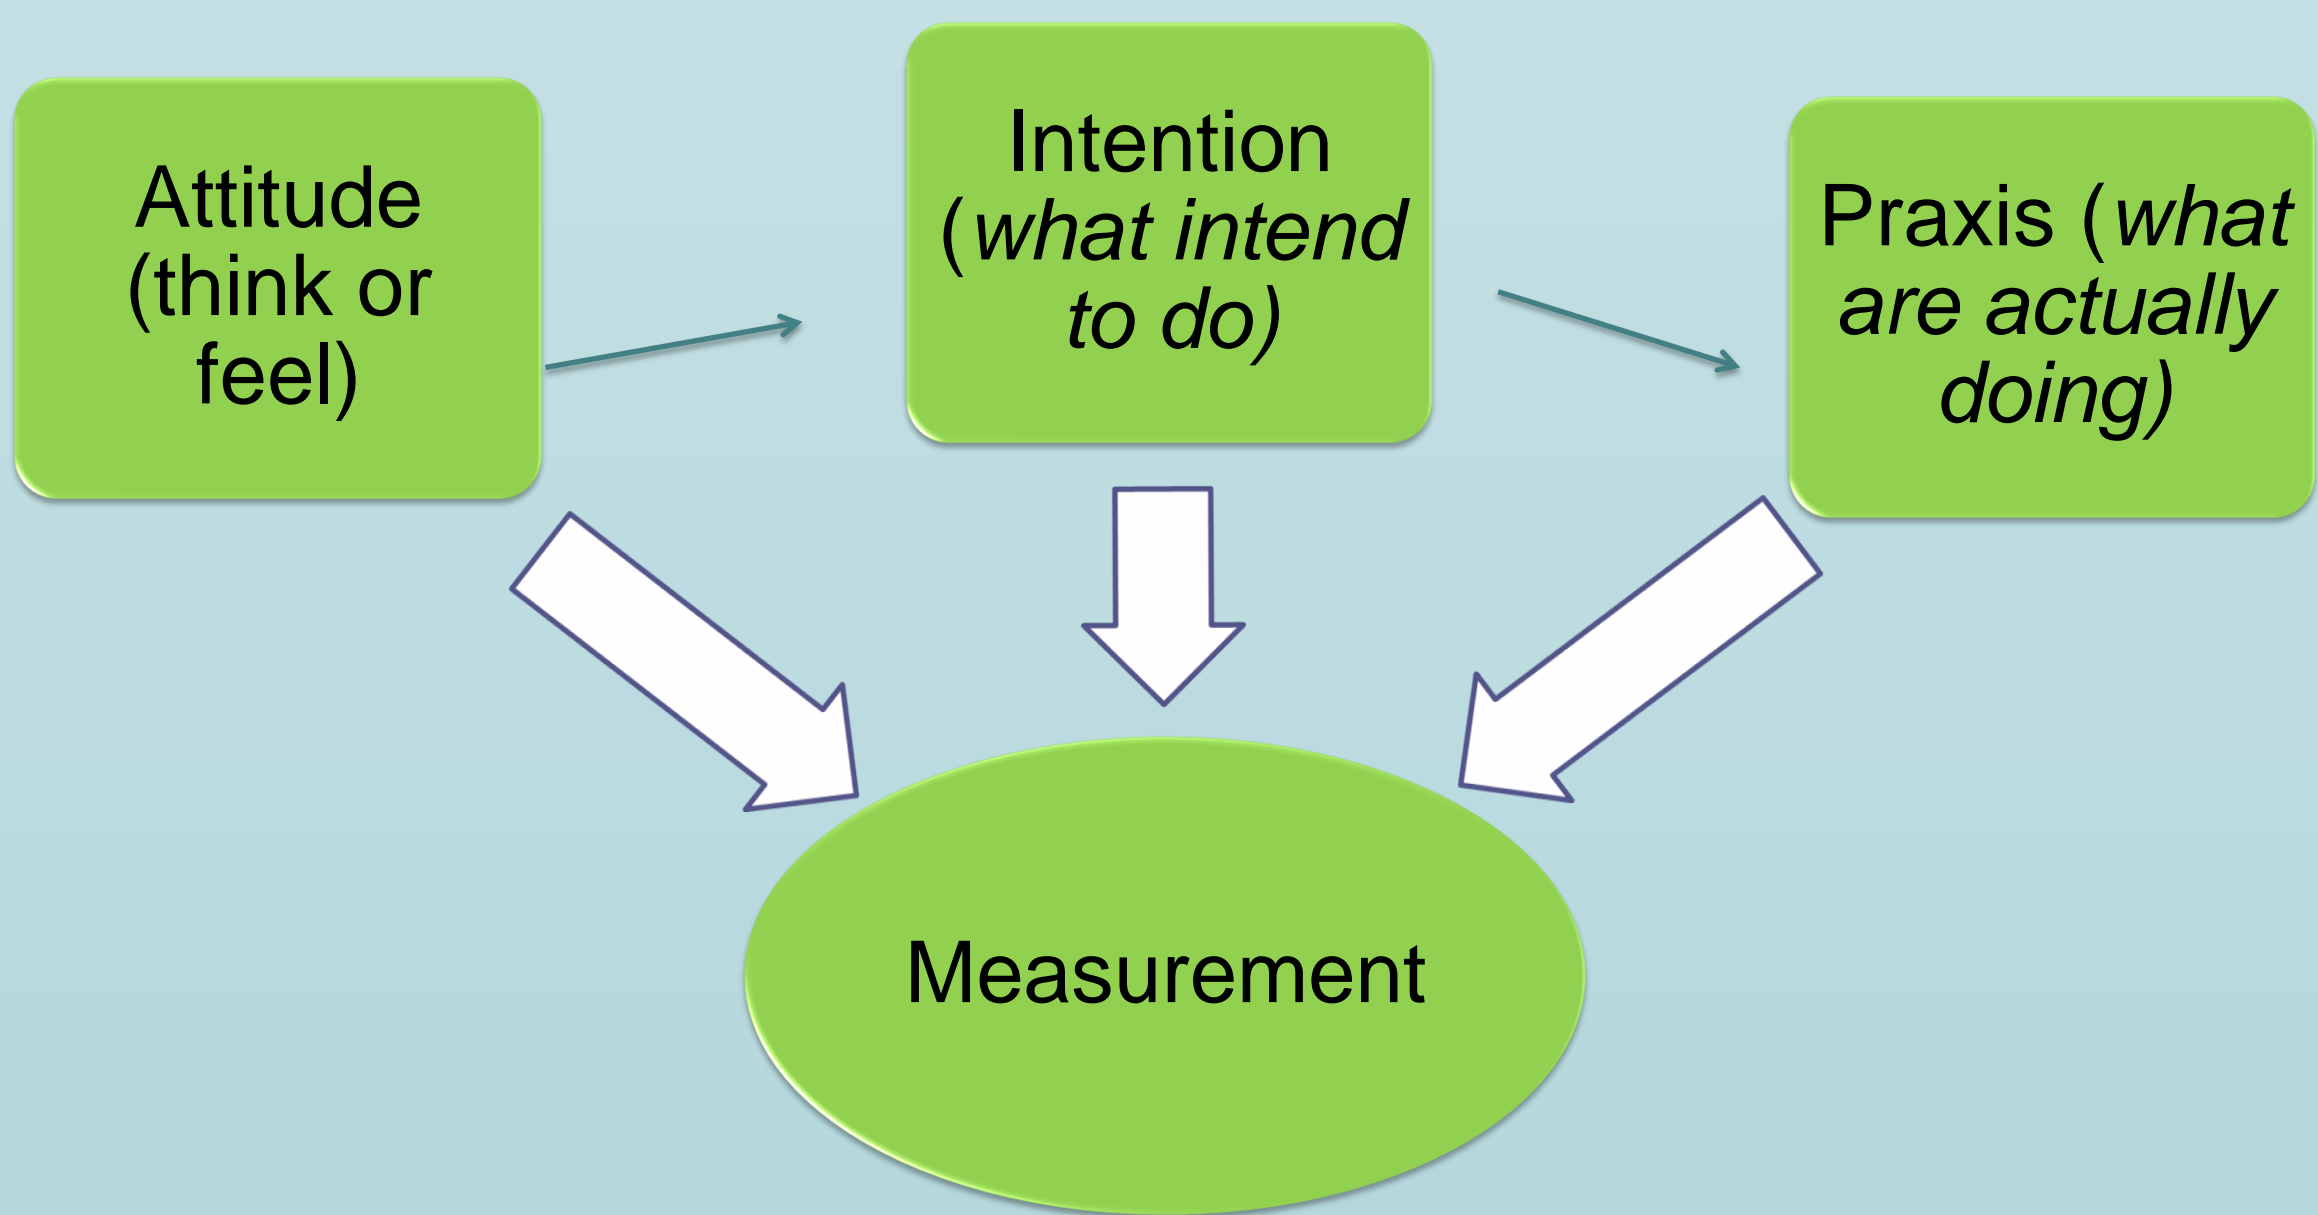 Attitude
(think or
feel)
Intention
(what intend
to do)
Praxis (what
are actually
doing)
Measurement